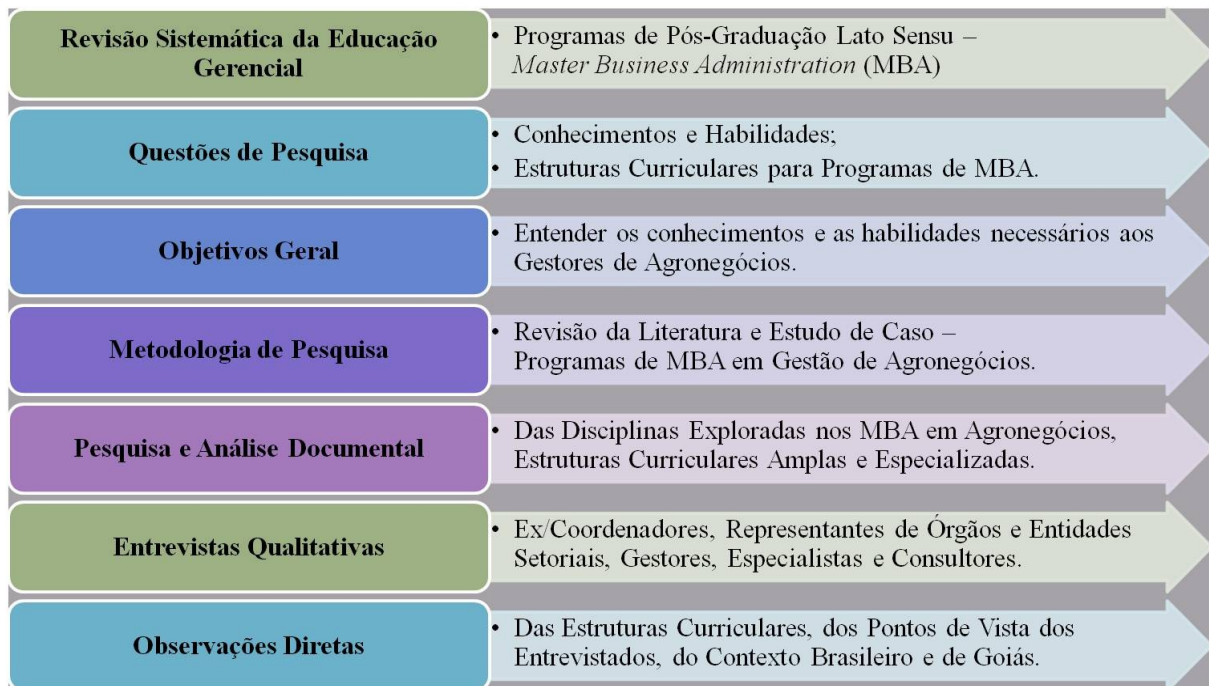 Revisão Sistemática da Educação
Gerencial
• Programas de Pós-Graduação Lato Sensu –
Master Business Administration (MBA)
Questões de Pesquisa
• Conhecimentos e Habilidades;
• Estruturas Curriculares para Programas de MBA.
Objetivos Geral
• Entender os conhecimentos e as habilidades necessários aos
Gestores de Agronegócios.
Metodologia de Pesquisa
• Revisão da Literatura e Estudo de Caso –
Programas de MBA em Gestão de Agronegócios.
Pesquisa e Análise Documental
• Das Disciplinas Exploradas nos MBA em Agronegócios,
Estruturas Curriculares Amplas e Especializadas.
Entrevistas Qualitativas
• Ex/Coordenadores, Representantes de Órgãos e Entidades
Setoriais, Gestores, Especialistas e Consultores.
Observações Diretas
• Das Estruturas Curriculares, dos Pontos de Vista dos
Entrevistados, do Contexto Brasileiro e de Goiás.